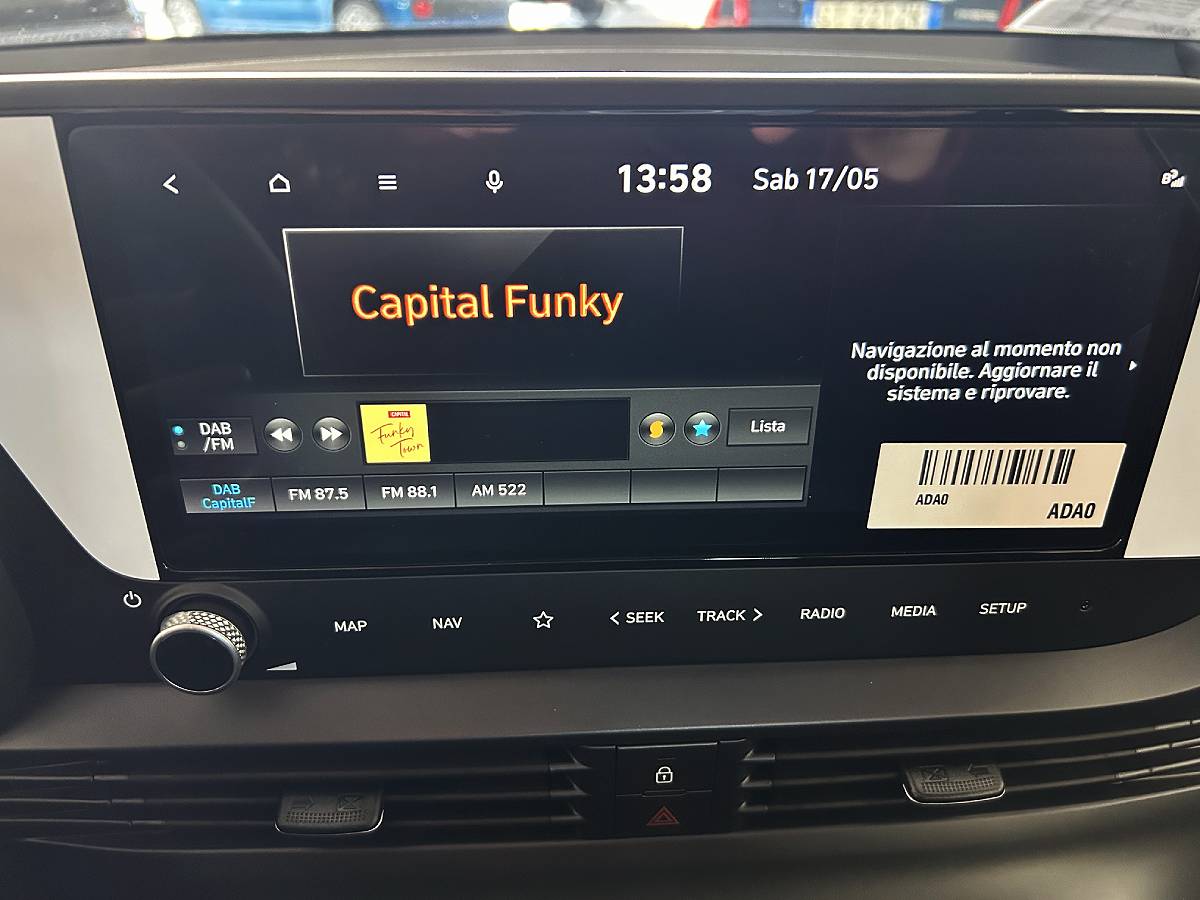 13:58
Sab 17/05
Capital Funky
Navigazione al momento non
disponibile. Aggiornare il
sistema e riprovare.
DAB
/FM
CAPITAL
Funky
Town
Lista
DAB
CapitalF
FM 87.5
FM 88.1
AM 522
ADA0
ADA0
MAP
NAV
SEEK
TRACK
RADIO
MEDIA
SETUP